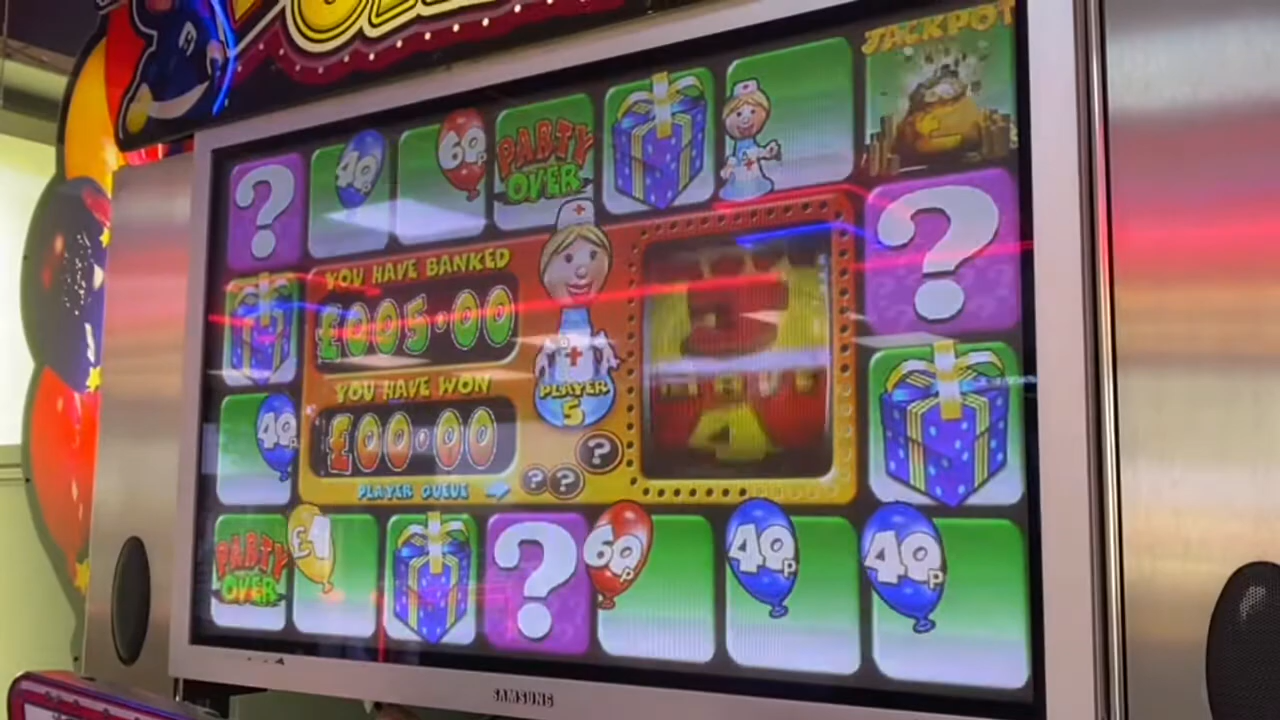 JACKPOT
?
40p
60p
PARTY
OVER
?
YOU HAVE BANKED
£005.00
YOU HAVE WON
£00.00
PLAYER
5
? ? ?
PLAYER QUEUE
40p
PARTY
OVER
£1
?
60p
40p
40p
SAMSUNG